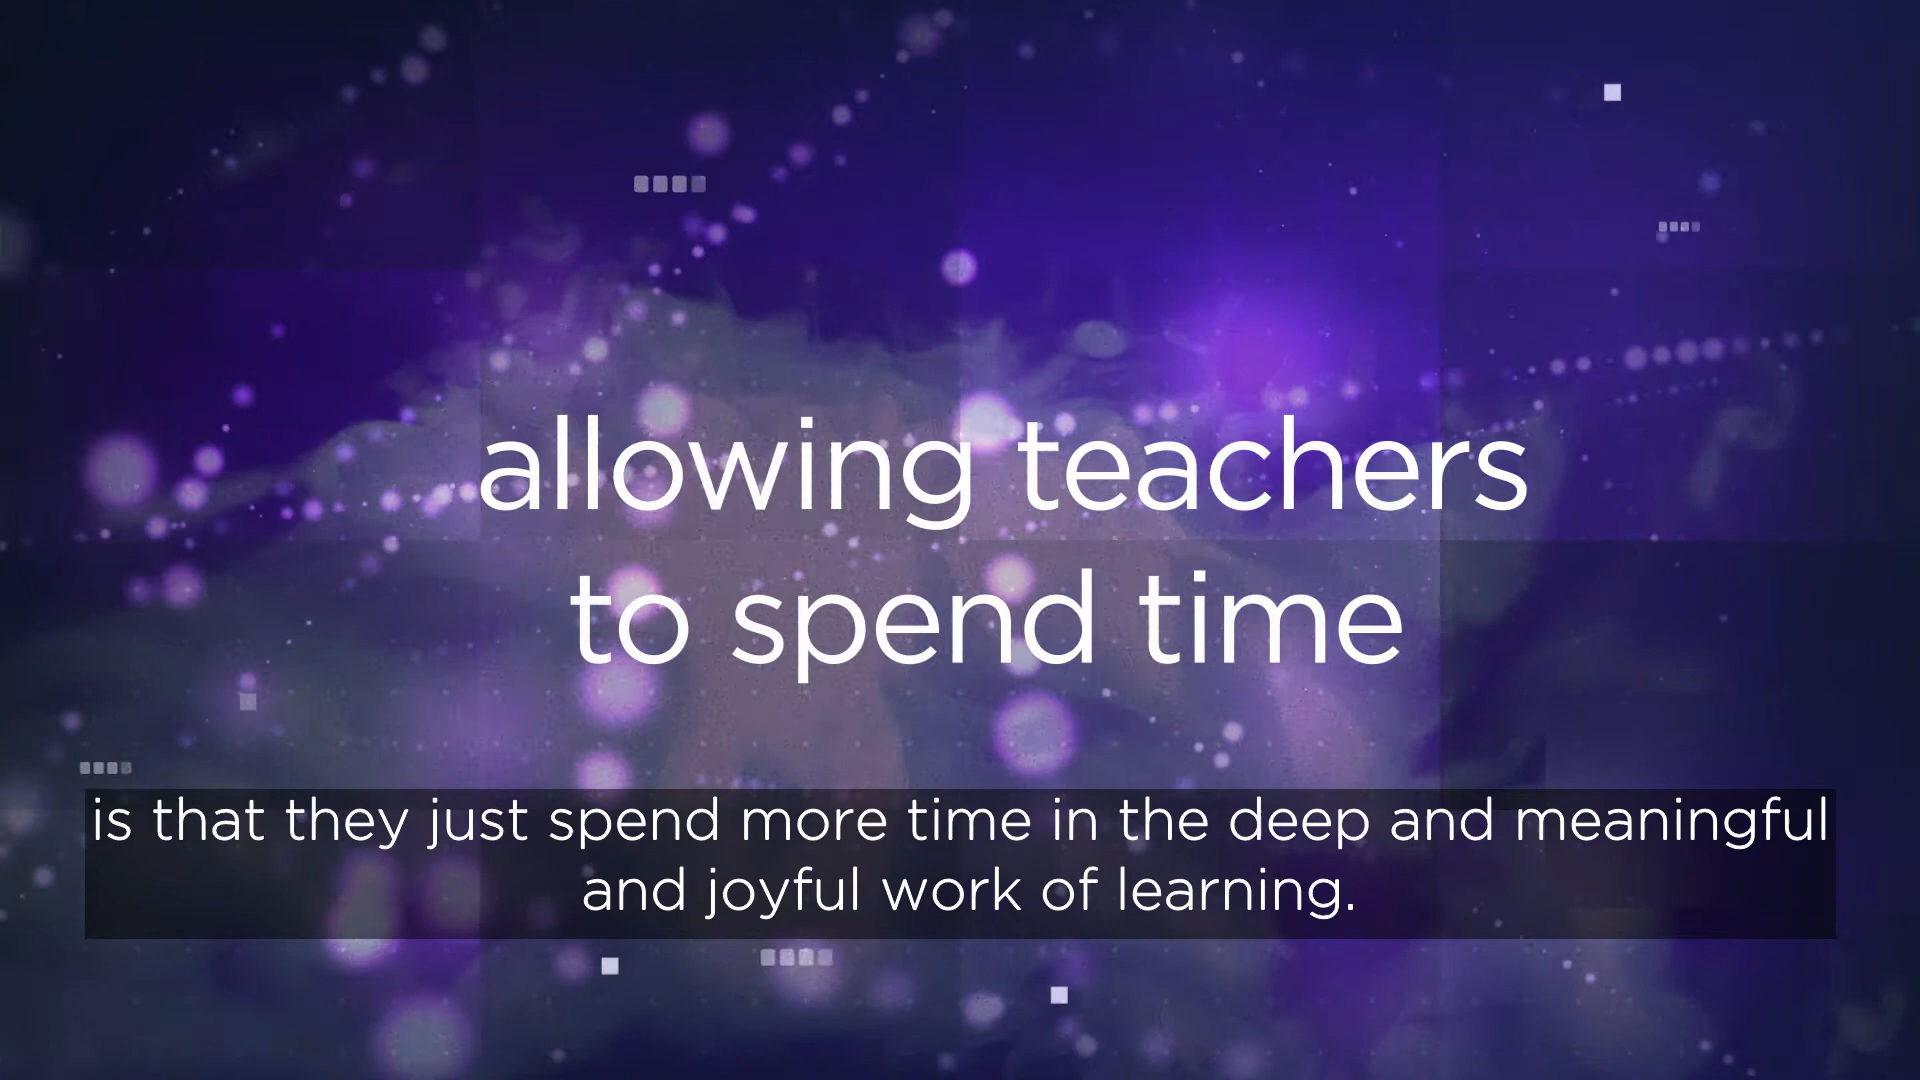 allowing teachers
to spend time
is that they just spend more time in the deep and meaningful
and joyful work of learning.